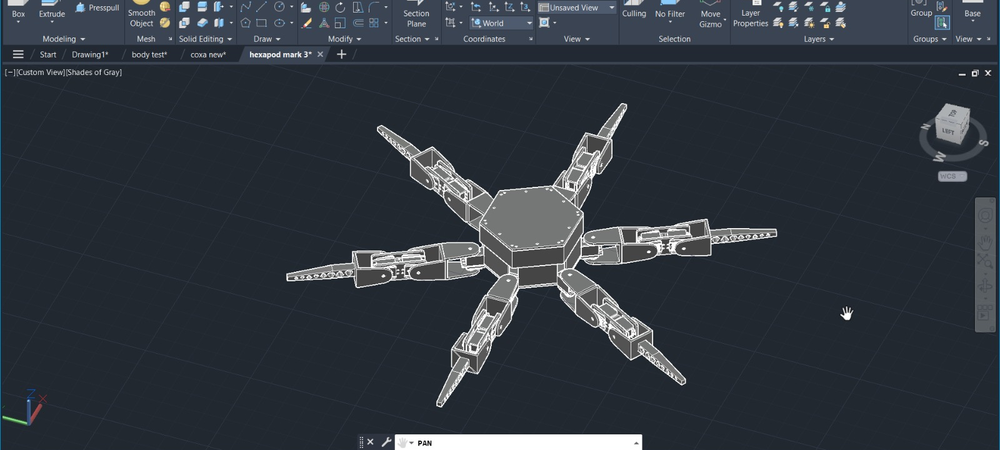 Box
Extrude
Presspull
Smooth
Object
Section
Plane
World
Unsaved View
Culling
No Filter
Move
Gizmo
Layer
Properties
Group
Base
Modeling
Mesh
Solid Editing
Draw
Modify
Section
Coordinates
View
Selection
Layers
Groups
View
Start
Drawing1*
body test*
coxa new*
hexapod mark 3*
[−][Custom View][Shades of Gray]
TOP
LEFT
N
S
W
WCS
Z
X
PAN